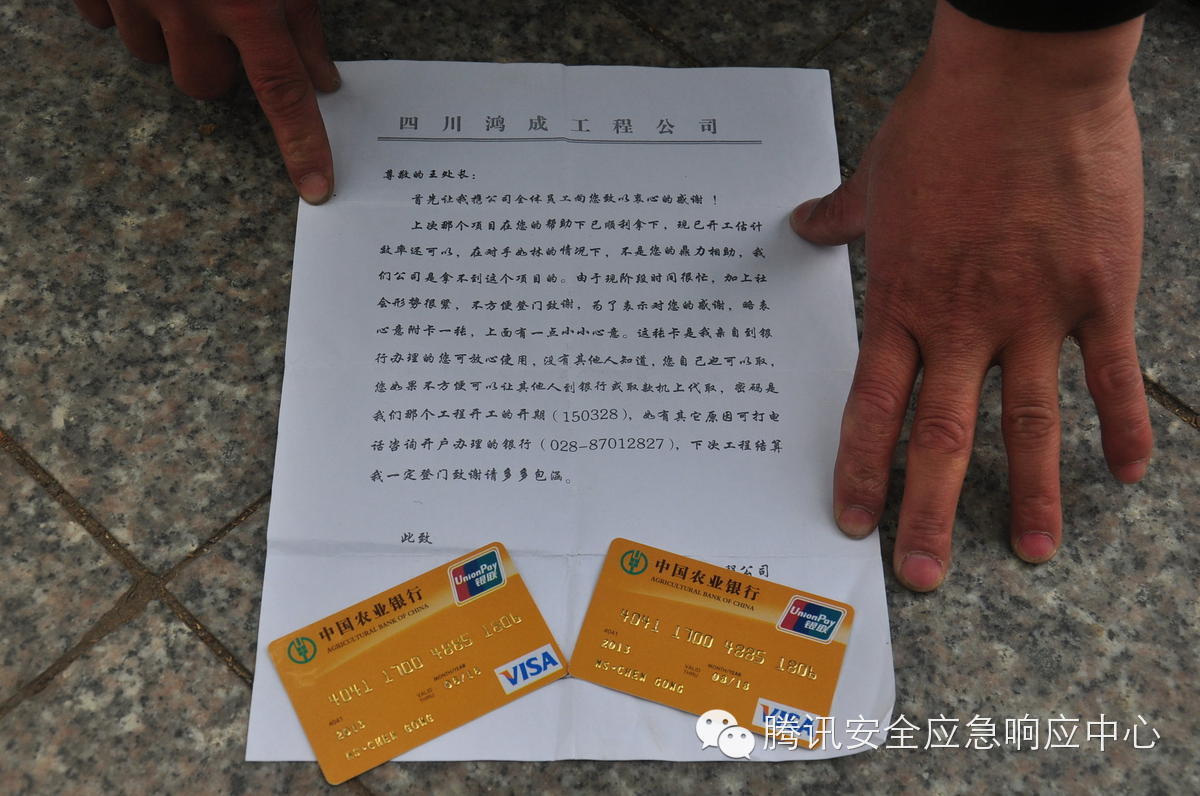 四川鸿成工程公司
尊敬的王处长：
首先让我携公司全体员工向您致以衷心的感谢！
上次那个项目在您的帮助下已顺利拿下，现已开工估计
效率还可以，在对手如林的情况下，不是您的鼎力相助，我
们公司是拿不到这个项目的。由于现阶段时间很忙，加上社
会形势很紧，不方便登门致谢，为了表示对您的感谢，略表
心意附卡一张，上面有一点小小心意。这张卡是我亲自到银
行办理的您可放心使用，没有其他人知道，您自己也可以取，
您如果不方便可以让其他人到银行或取款机上代取，密码是
我们那个工程开工的开期（150328），如有其它原因可打电
话咨询开户办理的银行（028-87012827），下次工程结算
我一定登门致谢请多多包涵。
此致
程公司
中国农业银行
AGRICULTURAL BANK OF CHINA
UnionPay
银联
4041 1700 4885 1806
4041
2013
VALID THRU
MONTH/YEAR
08/18
MS-CHEN GONG
VISA
中国农业银行
AGRICULTURAL BANK OF CHINA
UnionPay
银联
4041 1700 4885 1806
4041
2013
VALID THRU
MONTH/YEAR
08/18
MS-CHEN GONG
VISA
腾讯安全应急响应中心